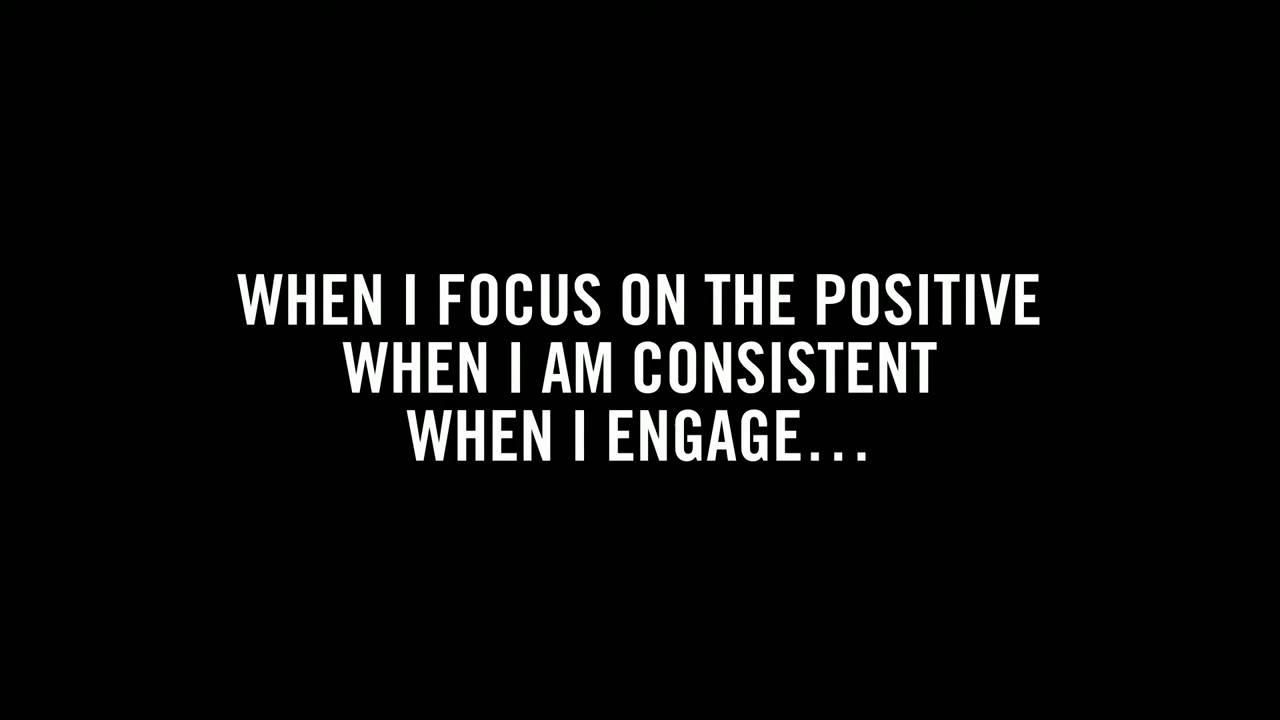 WHEN I FOCUS ON THE POSITIVE
WHEN I AM CONSISTENT
WHEN I ENGAGE...